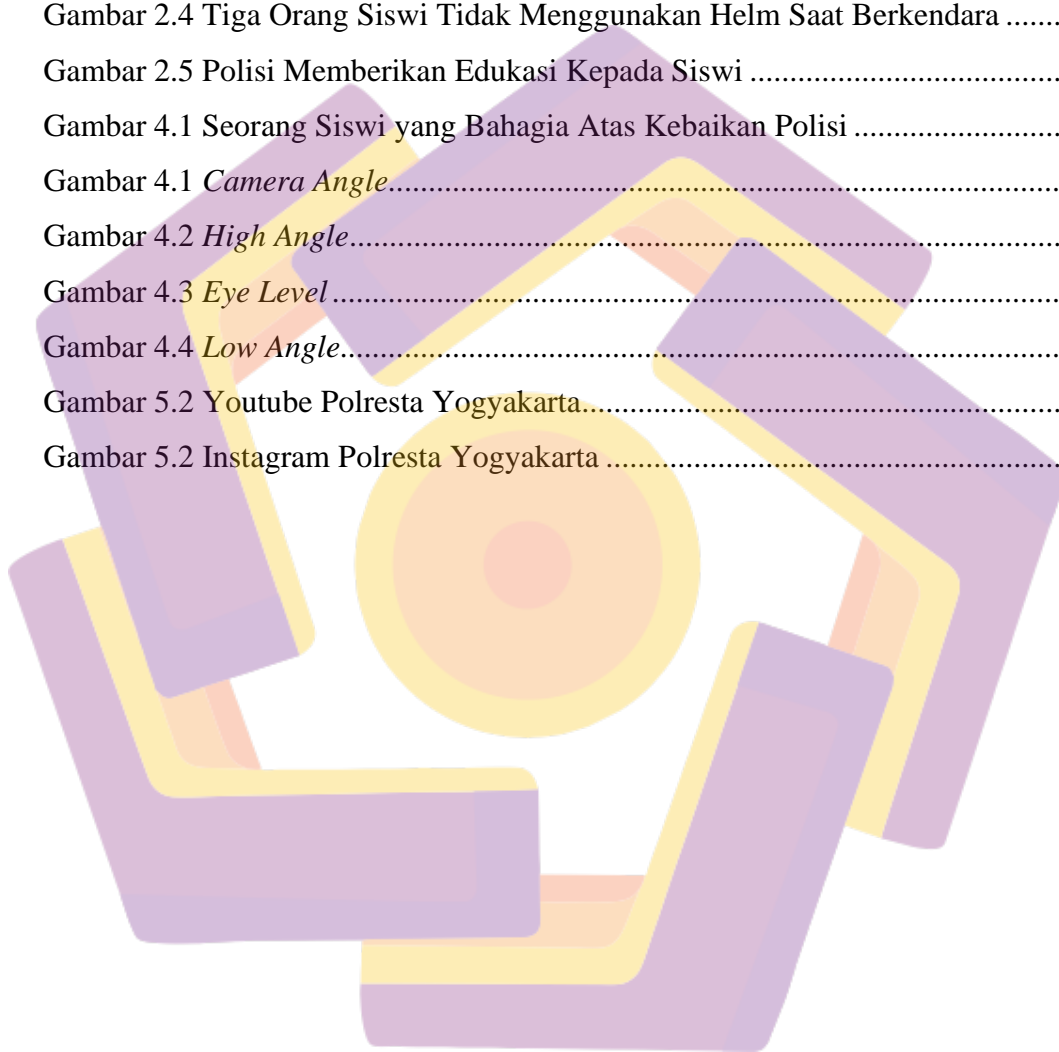 Gambar 2.4 Tiga Orang Siswi Tidak Menggunakan Helm Saat Berkendara .......
Gambar 2.5 Polisi Memberikan Edukasi Kepada Siswi ........................................
Gambar 4.1 Seorang Siswi yang Bahagia Atas Kebaikan Polisi ..........................
Gambar 4.1 Camera Angle....................................................................................
Gambar 4.2 High Angle.........................................................................................
Gambar 4.3 Eye Level ...........................................................................................
Gambar 4.4 Low Angle..........................................................................................
Gambar 5.2 Youtube Polresta Yogyakarta............................................................
Gambar 5.2 Instagram Polresta Yogyakarta .........................................................